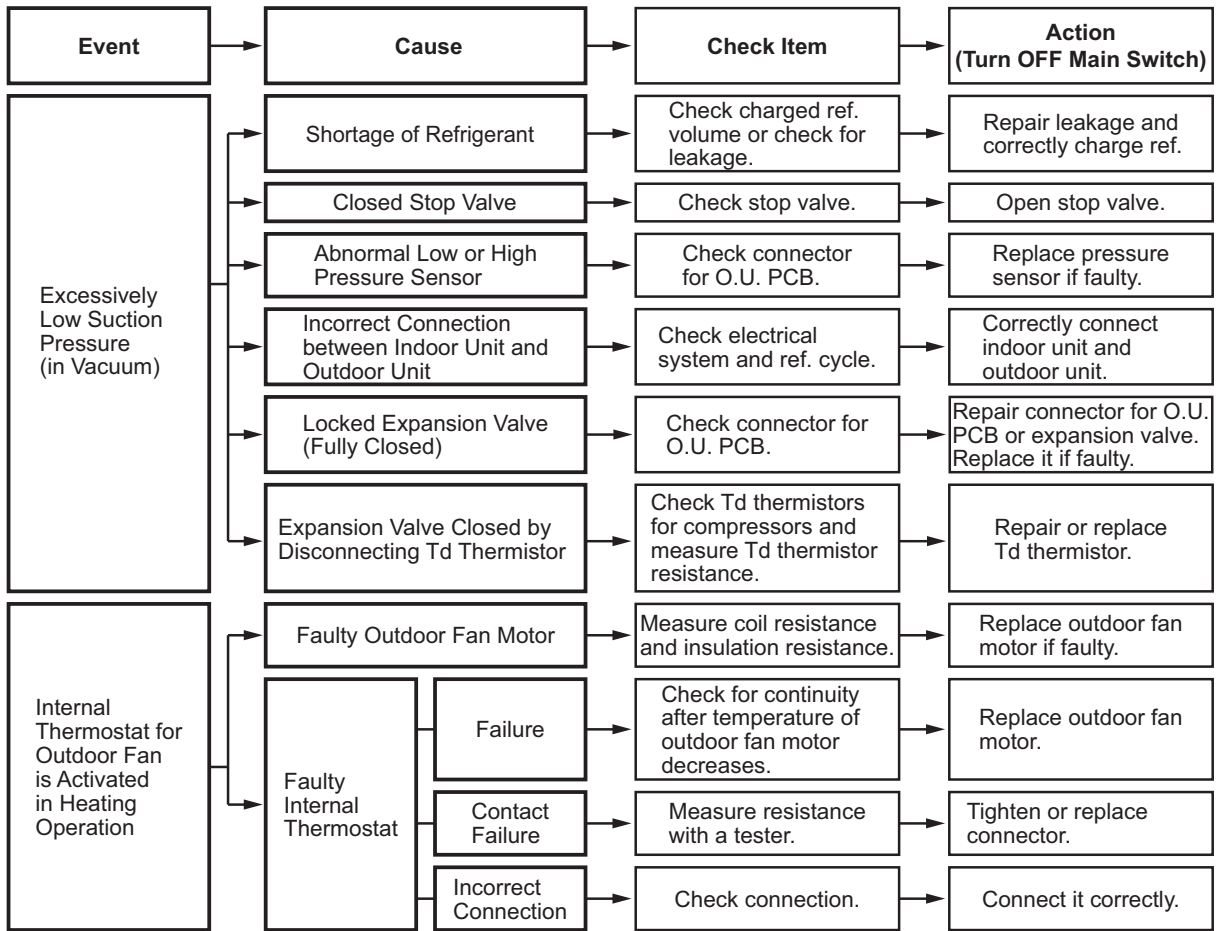 Event
Cause
Check Item
Action
(Turn OFF Main Switch)
Excessively
Low Suction
Pressure
(in Vacuum)
Shortage of Refrigerant
Check charged ref.
volume or check for
leakage.
Repair leakage and
correctly charge ref.
Closed Stop Valve
Check stop valve.
Open stop valve.
Abnormal Low or High
Pressure Sensor
Check connector
for O.U. PCB.
Replace pressure
sensor if faulty.
Incorrect Connection
between Indoor Unit and
Outdoor Unit
Check electrical
system and ref. cycle.
Correctly connect
indoor unit and
outdoor unit.
Locked Expansion Valve
(Fully Closed)
Check connector for
O.U. PCB.
Repair connector for O.U.
PCB or expansion valve.
Replace it if faulty.
Expansion Valve Closed by
Disconnecting Td Thermistor
Check Td thermistors
for compressors and
measure Td thermistor
resistance.
Repair or replace
Td thermistor.
Internal
Thermostat for
Outdoor Fan
is Activated
in Heating
Operation
Faulty Outdoor Fan Motor
Measure coil resistance
and insulation resistance.
Replace outdoor fan
motor if faulty.
Faulty
Internal
Thermostat
Failure
Check for continuity
after temperature of
outdoor fan motor
decreases.
Replace outdoor fan
motor.
Contact
Failure
Measure resistance
with a tester.
Tighten or replace
connector.
Incorrect
Connection
Check connection.
Connect it correctly.